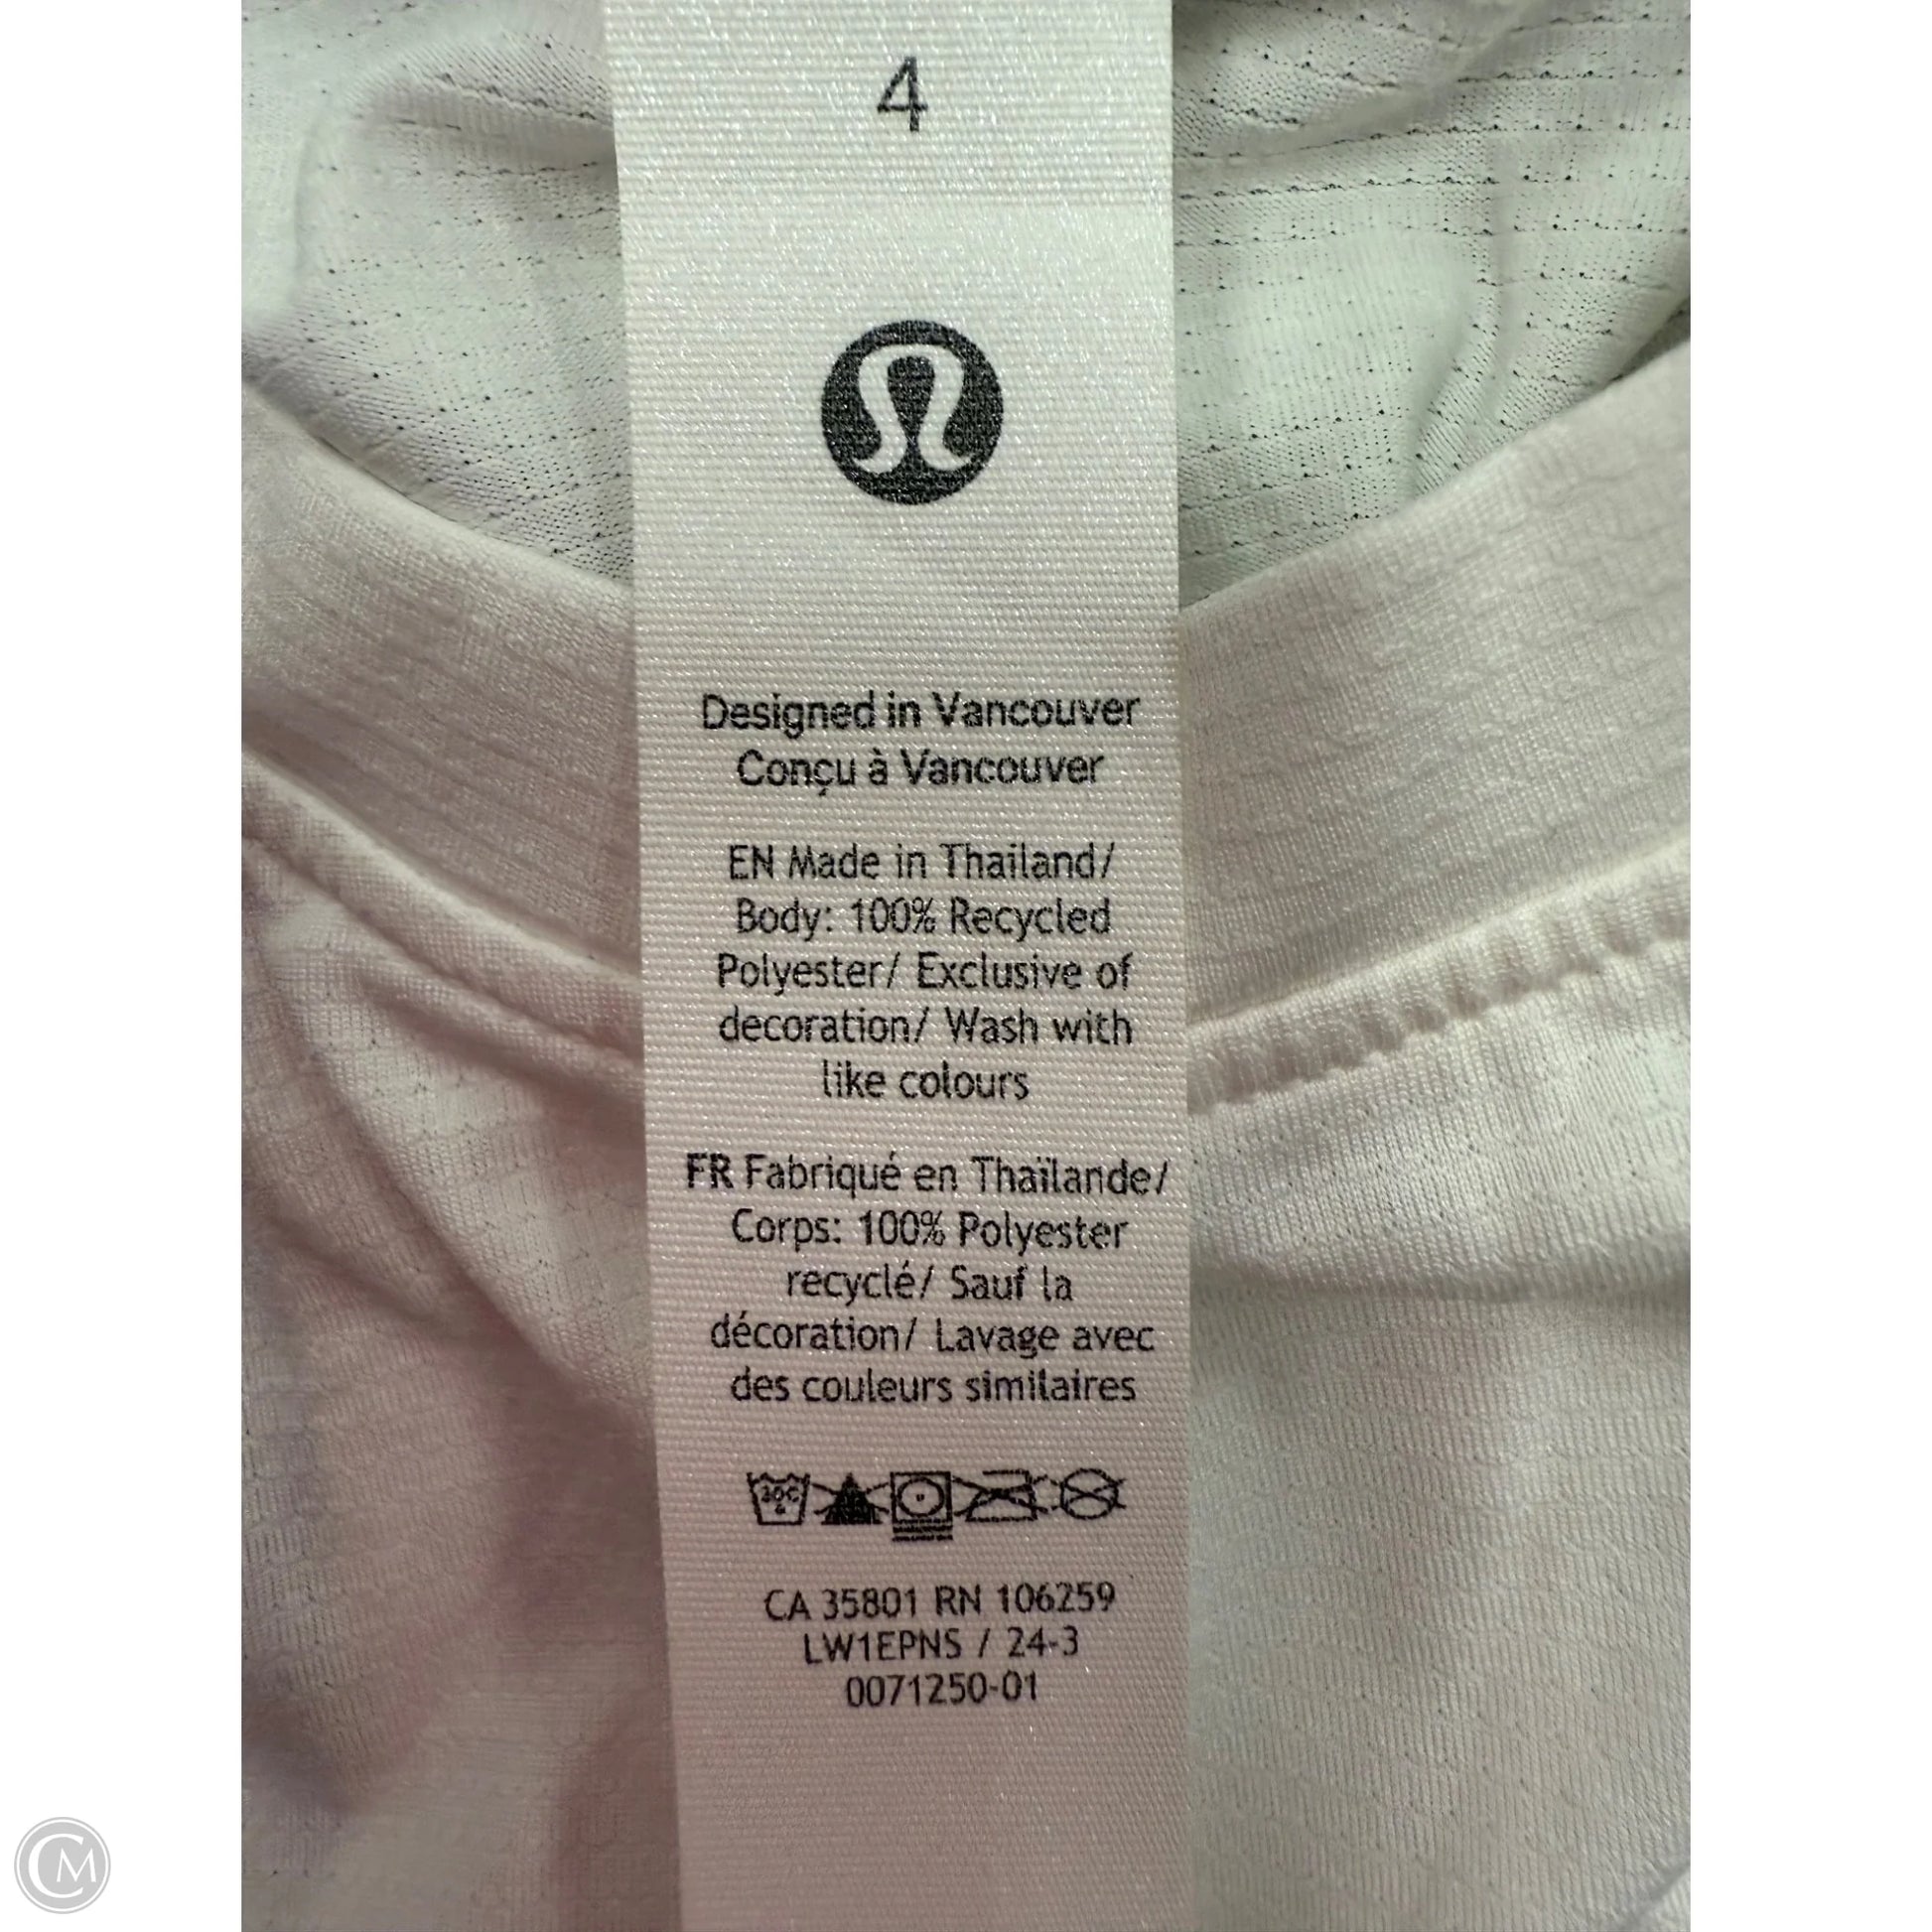 4
Designed in Vancouver
Conçu à Vancouver
EN Made in Thailand/
Body: 100% Recycled
Polyester/ Exclusive of
decoration/ Wash with
like colours
FR Fabriqué en Thaïlande/
Corps: 100% Polyester
recyclé/ Sauf la
décoration/ Lavage avec
des couleurs similaires
30C
CA 35801 RN 106259
LW1EPNS / 24-3
0071250-01
CM